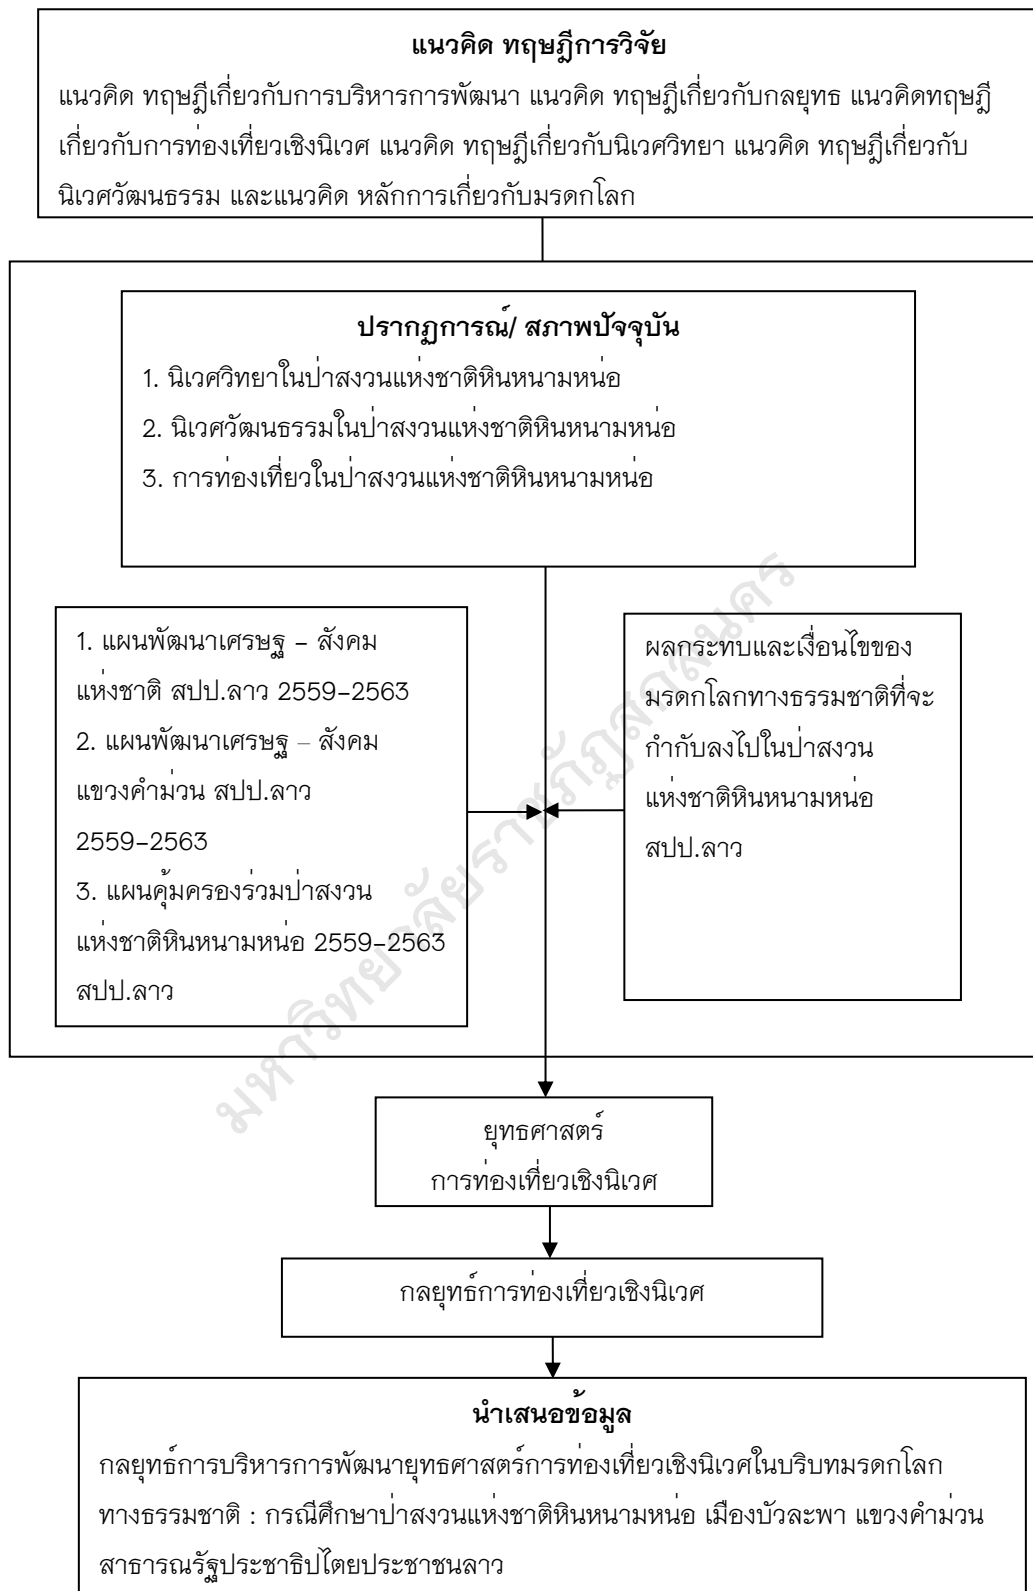 แนวคิด ทฤษฎีการวิจัย
แนวคิด ทฤษฎีเกี่ยวกับการบริหารการพัฒนา แนวคิด ทฤษฎีเกี่ยวกับกลยุทธ แนวคิดทฤษฎี
เกี่ยวกับการท่องเที่ยวเชิงนิเวศ แนวคิด ทฤษฎีเกี่ยวกับนิเวศวิทยา แนวคิด ทฤษฎีเกี่ยวกับ
นิเวศวัฒนธรรม และแนวคิด หลักการเกี่ยวกับมรดกโลก
ปรากฏการณ์/ สภาพปัจจุบัน
1. นิเวศวิทยาในป่าสงวนแห่งชาติหินหนามหน่อ
2. นิเวศวัฒนธรรมในป่าสงวนแห่งชาติหินหนามหน่อ
3. การท่องเที่ยวในป่าสงวนแห่งชาติหินหนามหน่อ
1. แผนพัฒนาเศรษฐ – สังคม
แห่งชาติ สปป.ลาว 2559–2563
2. แผนพัฒนาเศรษฐ – สังคม
แขวงคำม่วน สปป.ลาว
2559–2563
3. แผนคุ้มครองร่วมป่าสงวน
แห่งชาติหินหนามหน่อ 2559–2563
สปป.ลาว
ผลกระทบและเงื่อนไขของ
มรดกโลกทางธรรมชาติที่จะ
กำกับลงไปในป่าสงวน
แห่งชาติหินหนามหน่อ
สปป.ลาว
มหาวิทยาลัยราชภัฏสกลนคร
ยุทธศาสตร์
การท่องเที่ยวเชิงนิเวศ
กลยุทธ์การท่องเที่ยวเชิงนิเวศ
นำเสนอข้อมูล
กลยุทธ์การบริหารการพัฒนายุทธศาสตร์การท่องเที่ยวเชิงนิเวศในบริบทมรดกโลก
ทางธรรมชาติ : กรณีศึกษาป่าสงวนแห่งชาติหินหนามหน่อ เมืองบัวละพา แขวงคำม่วน
สาธารณรัฐประชาธิปไตยประชาชนลาว